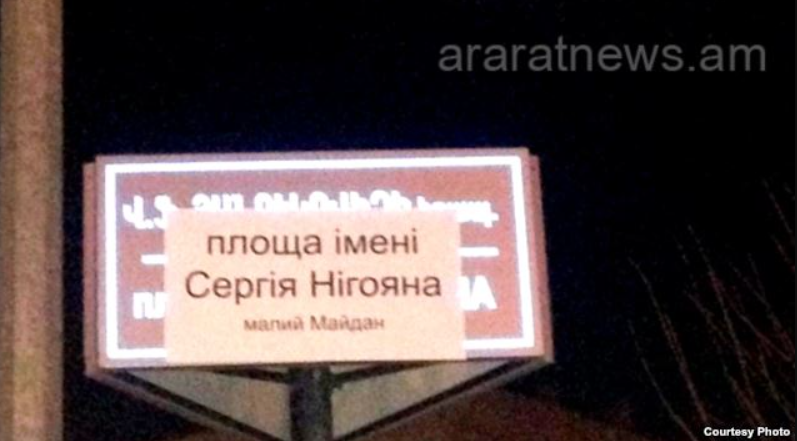 araratnews.am
площа імені
Сергія Нігояна
малий Майдан
Courtesy Photo